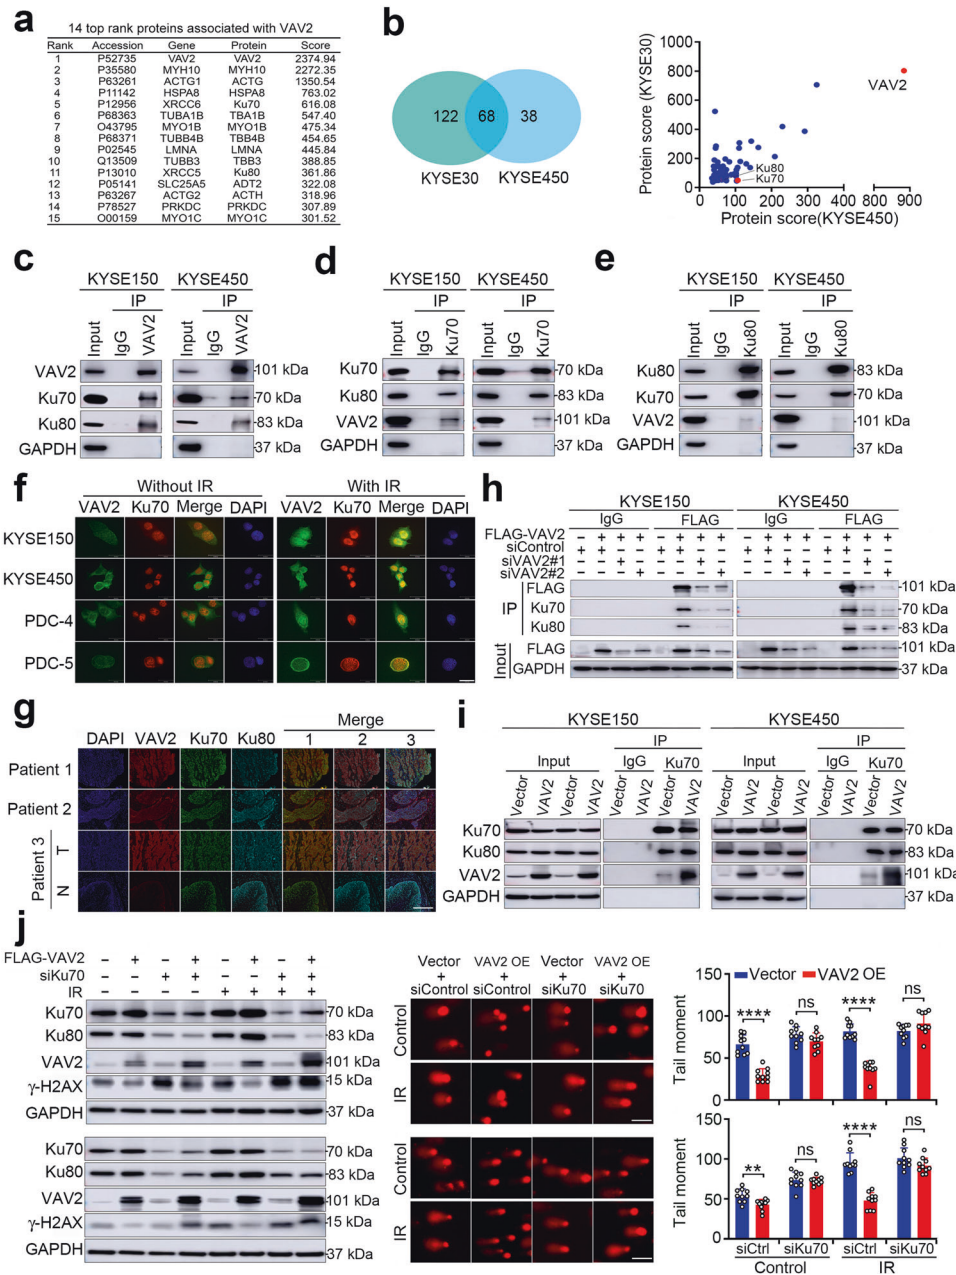 a
14 top rank proteins associated with VAV2
Rank Accession Gene Protein Score
1 P52735 VAV2 VAV2 2374.94
2 P35580 MYH10 MYH10 2272.35
3 P63261 ACTG1 ACTG 1350.54
4 P11142 HSPA8 HSPA8 763.02
5 P12956 XRCC6 Ku70 616.08
6 P68363 TUBA1B TBA1B 547.40
7 O43795 MYO1B MYO1B 475.34
8 P68371 TUBB4B TBB4B 454.65
9 P02545 LMNA LMNA 445.84
10 Q13509 TUBB3 TBB3 388.85
11 P13010 XRCC5 Ku80 361.86
12 P05141 SLC25A5 ADT2 322.08
13 P63267 ACTG2 ACTH 318.96
14 P78527 PRKDC PRKDC 307.89
15 O00159 MYO1C MYO1C 301.52
b
122 68 38
KYSE30 KYSE450
Protein score (KYSE30)
1000
800
600
400
200
0
VAV2
Ku80
Ku70
0 100 200 300 400 800 900
Protein score(KYSE450)
c
KYSE150 KYSE450
IP IP
Input IgG VAV2 Input IgG VAV2
VAV2 101 kDa
Ku70 70 kDa
Ku80 83 kDa
GAPDH 37 kDa
d
KYSE150 KYSE450
IP IP
Input IgG Ku70 Input IgG Ku70
Ku70 70 kDa
Ku80 83 kDa
VAV2 101 kDa
GAPDH 37 kDa
e
KYSE150 KYSE450
IP IP
Input IgG Ku80 Input IgG Ku80
Ku80 83 kDa
Ku70 70 kDa
VAV2 101 kDa
GAPDH 37 kDa
f
Without IR With IR
VAV2 Ku70 Merge DAPI VAV2 Ku70 Merge DAPI
KYSE150
KYSE450
PDC-4
PDC-5
g
Merge
DAPI VAV2 Ku70 Ku80 1 2 3
Patient 1
Patient 2
Patient 3
T
N
h
KYSE150 KYSE450
IgG FLAG IgG FLAG
FLAG-VAV2 - + + + - + + + - + + + - + + +
siControl - + - - - + - - - + - - - + - -
siVAV2#1 - - + - - - + - - - + - - - + -
siVAV2#2 - - - + - - - + - - - + - - - +
IP
FLAG 101 kDa
Ku70 70 kDa
Ku80 83 kDa
Input
FLAG 101 kDa
GAPDH 37 kDa
i
KYSE150 KYSE450
IP IP
Input IgG Ku70 Input IgG Ku70
Vector VAV2 Vector VAV2 Vector VAV2 Vector VAV2 Vector VAV2 Vector VAV2 Vector VAV2 Vector VAV2
Ku70 70 kDa
Ku80 83 kDa
VAV2 101 kDa
GAPDH 37 kDa
j
FLAG-VAV2 - + - + - + - +
siKu70 - - + + - - + +
IR - - - - + + + +
Ku70 70 kDa
Ku80 83 kDa
VAV2 101 kDa
γ-H2AX 15 kDa
GAPDH 37 kDa
Ku70 70 kDa
Ku80 83 kDa
VAV2 101 kDa
γ-H2AX 15 kDa
GAPDH 37 kDa
Vector VAV2 OE Vector VAV2 OE
+ + + +
siControl siControl siKu70 siKu70
Control
IR
Control
IR
Vector VAV2 OE
Tail moment
150
100
50
0
**** ns **** ns
Tail moment
150
100
50
0
** ns **** ns
siCtrl siKu70 siCtrl siKu70
Control IR